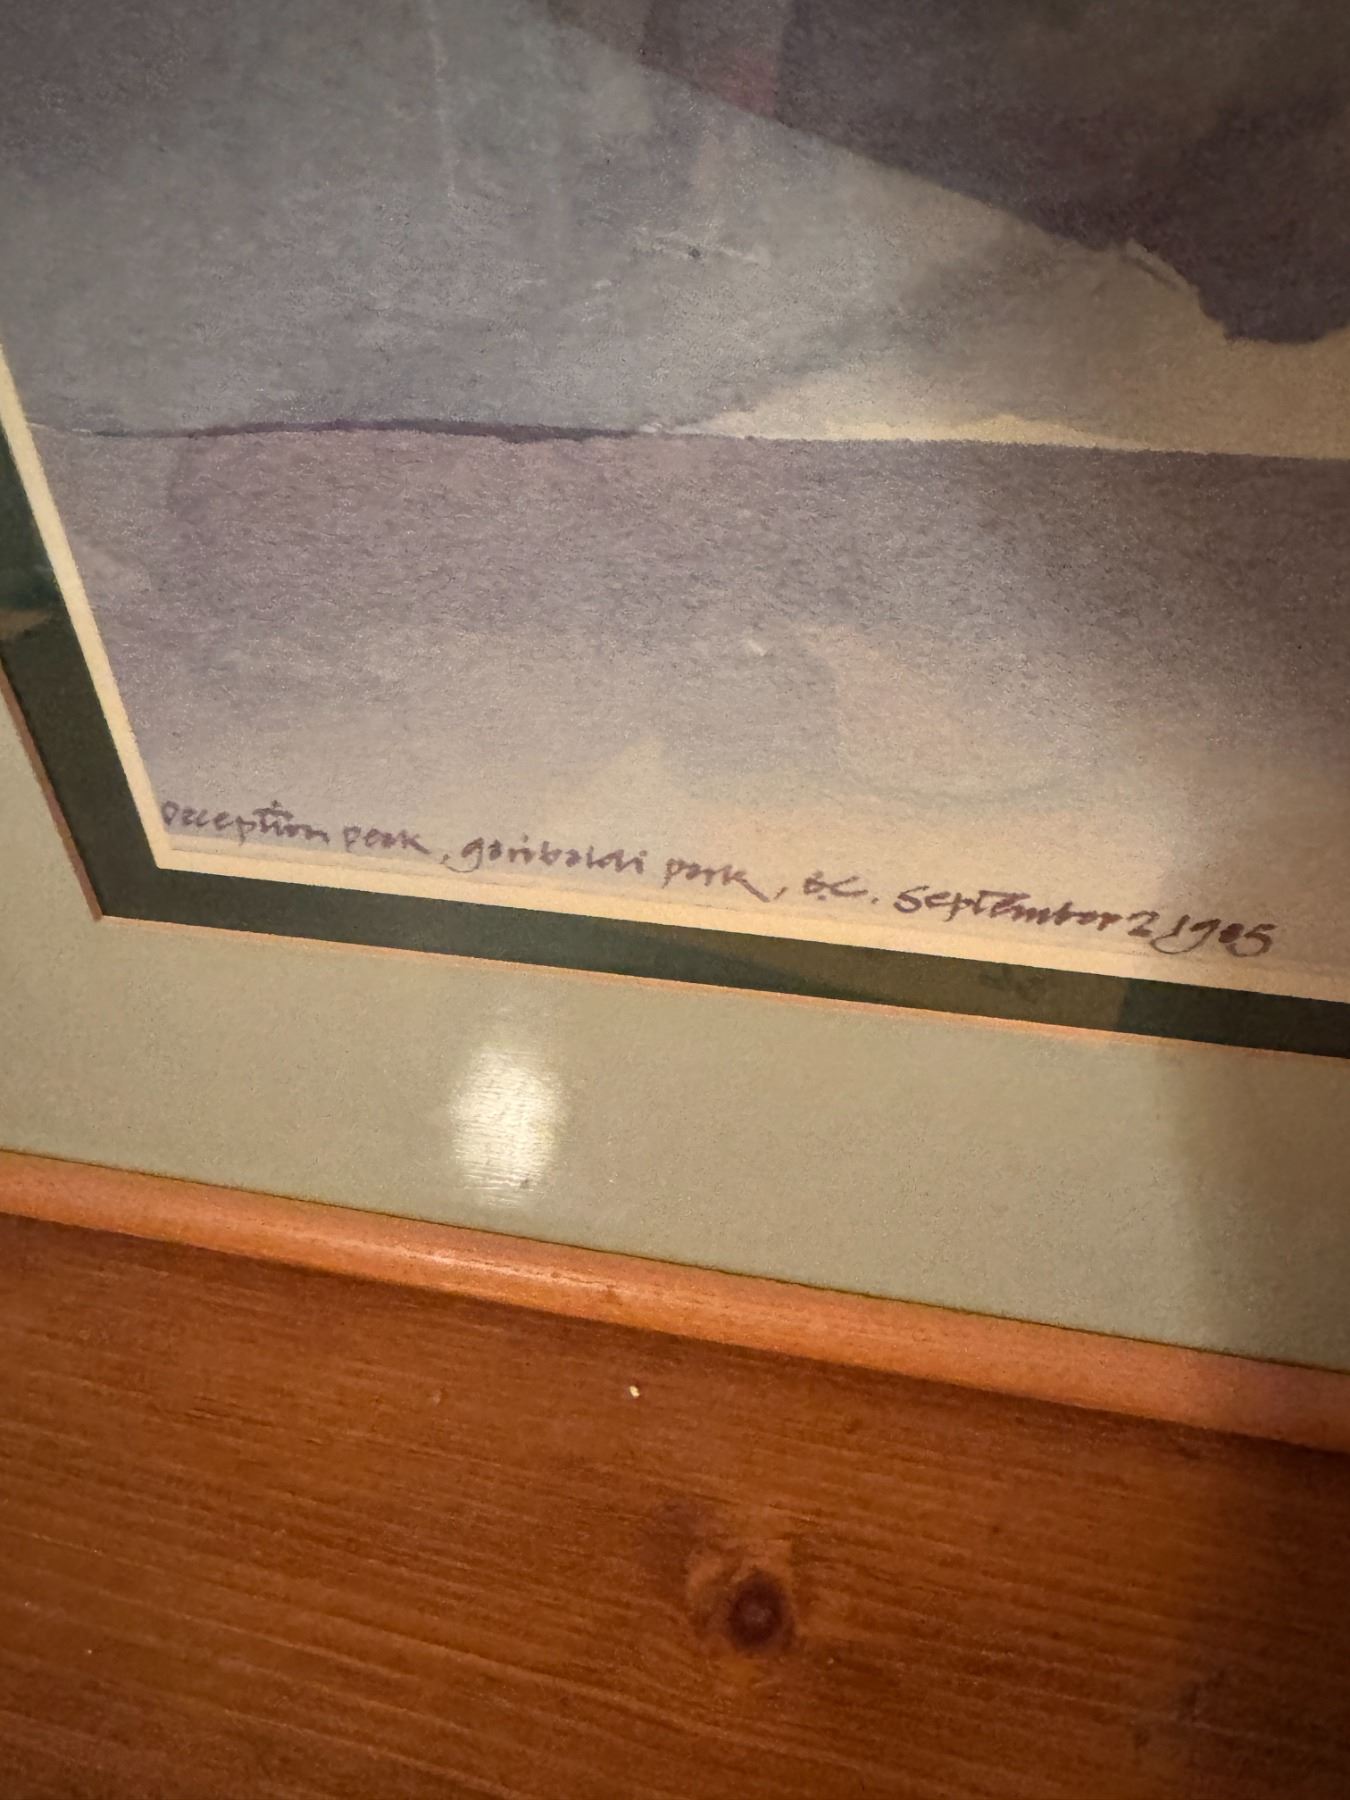 Deception peak, garibaldi park, B.C. September 2 1985